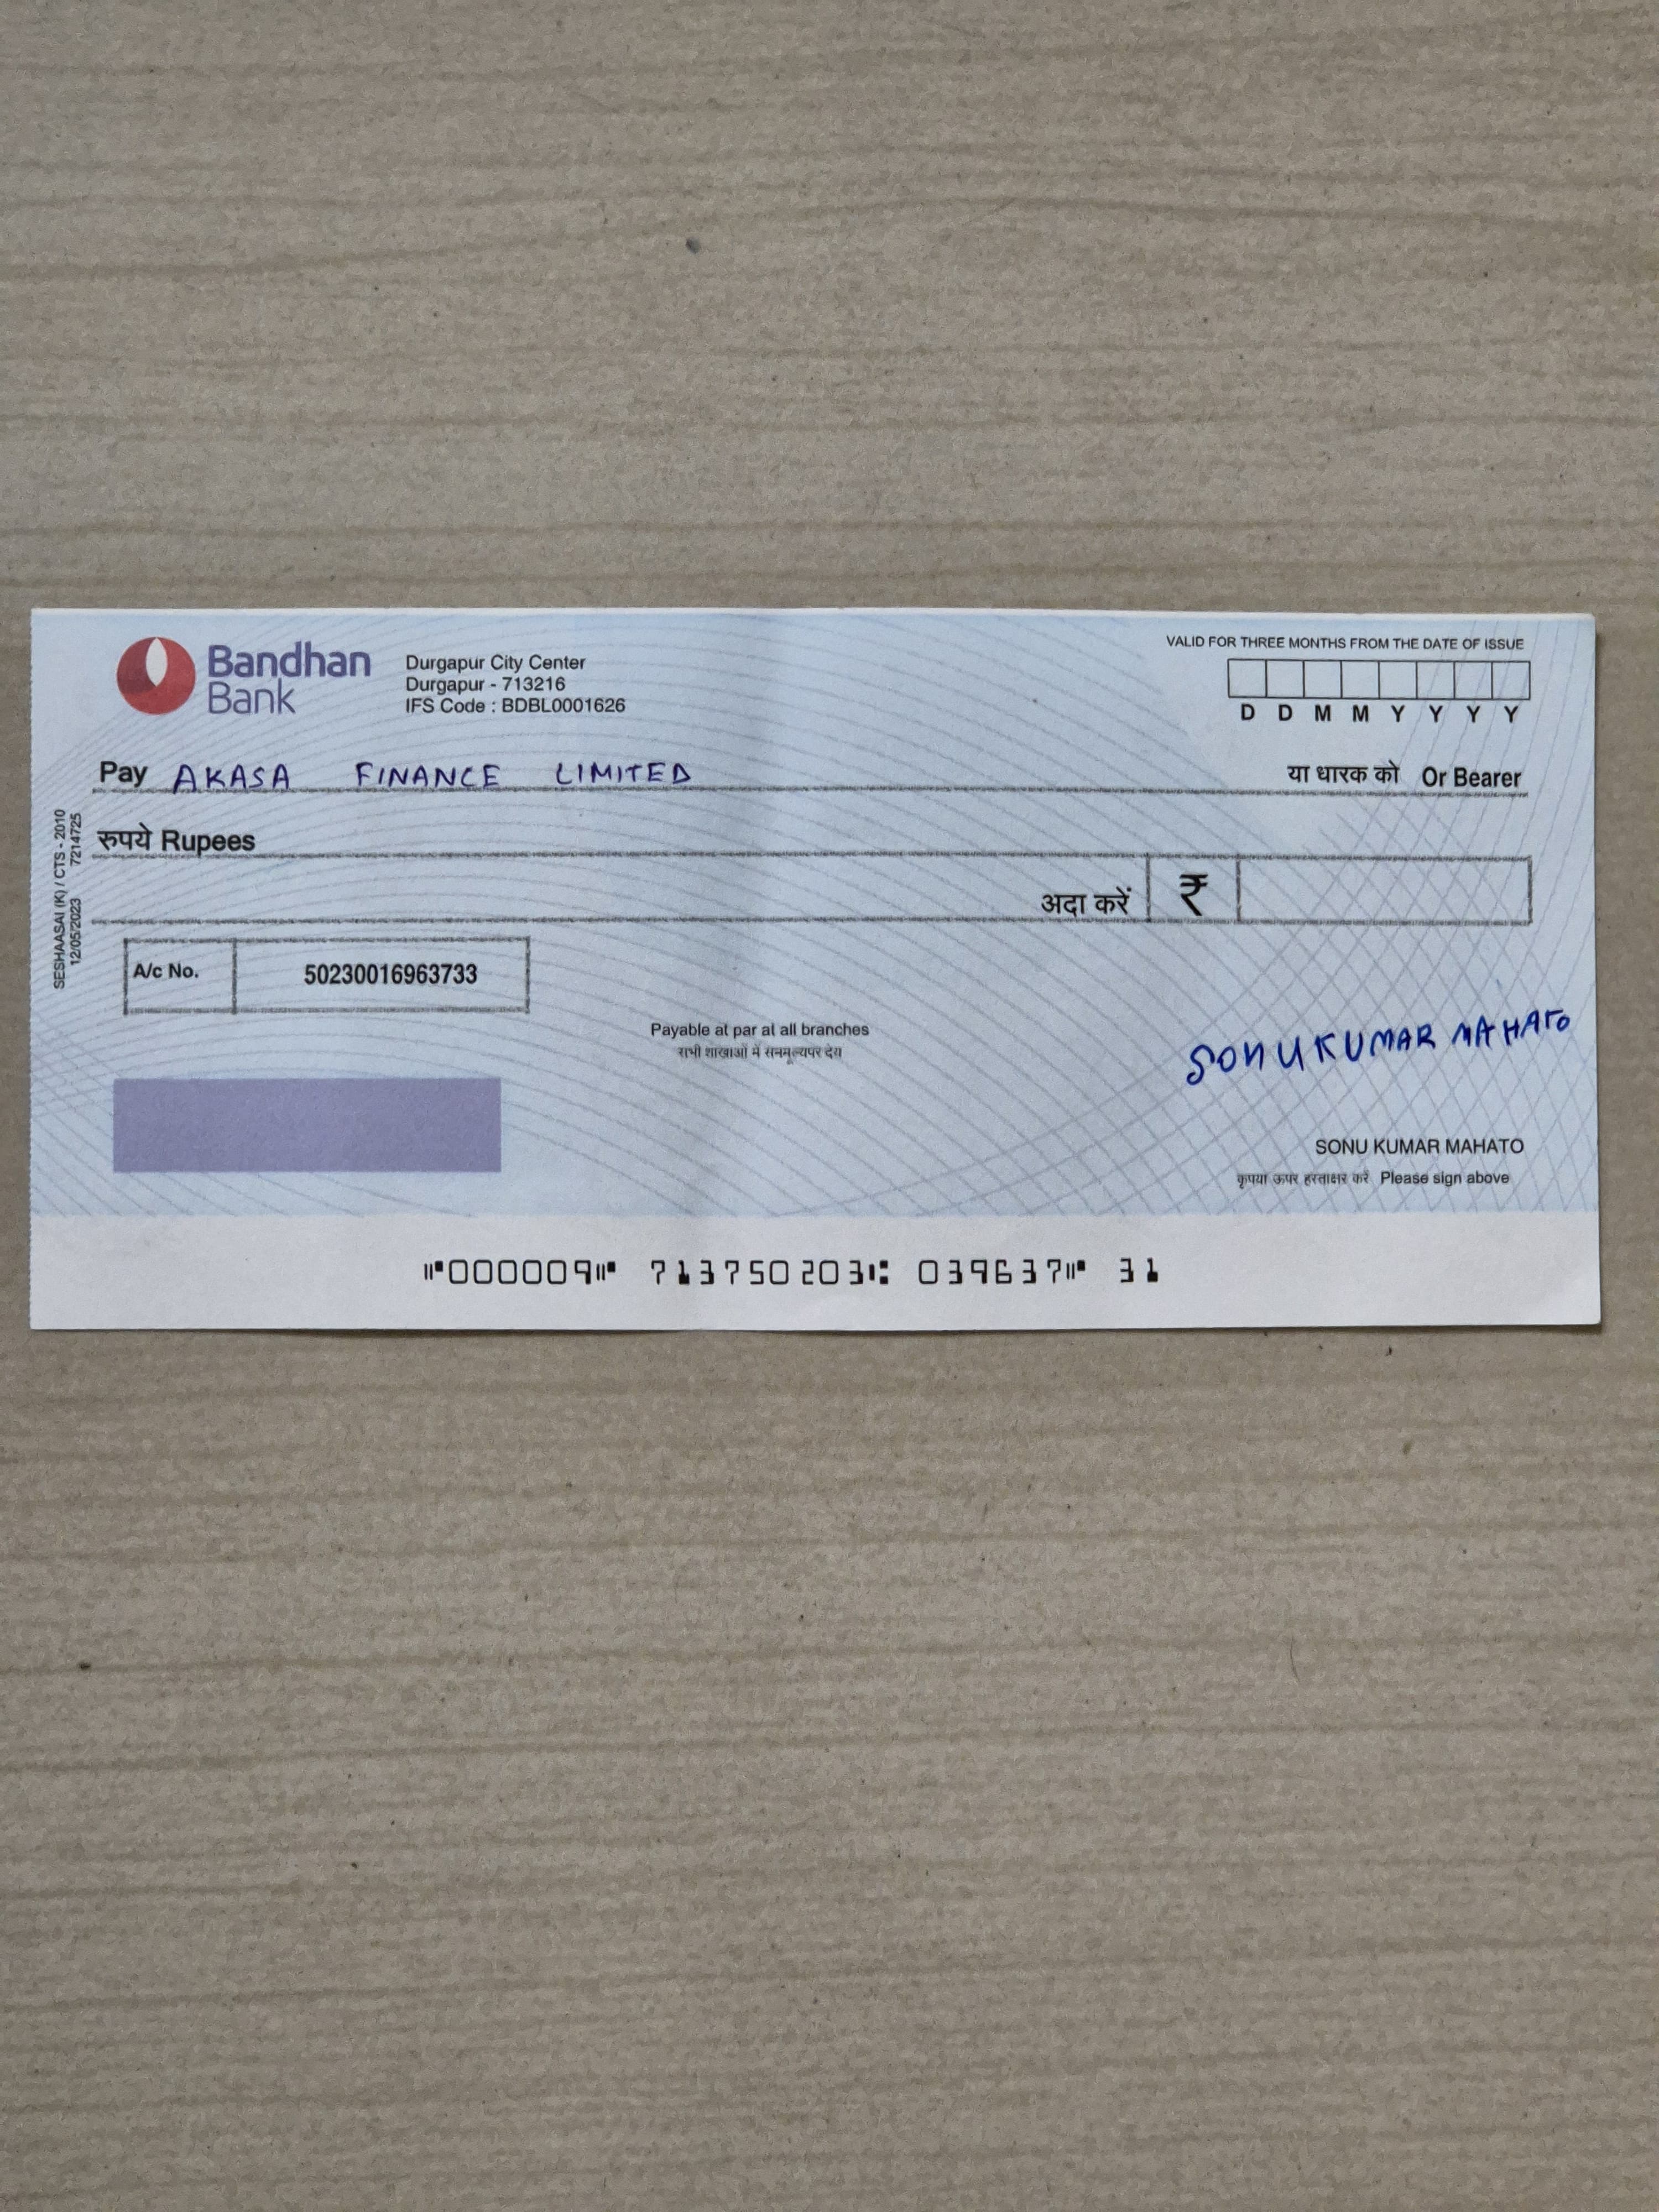 Bandhan
Bank
Durgapur City Center
Durgapur - 713216
IFS Code : BDBL0001626
VALID FOR THREE MONTHS FROM THE DATE OF ISSUE
D D M M Y Y Y Y
Pay AKASA FINANCE LIMITED या धारक को Or Bearer
रुपये Rupees
अदा करें ₹
SESHAASAI (K) / CTS - 2010
12/05/2023 7214725
A/c No. 50230016963733
Payable at par at all branches
सभी शाखाओं में सममूल्यपर देय
SONU KUMAR MAHATO
SONU KUMAR MAHATO
कृपया ऊपर हस्ताक्षर करें Please sign above
⑈000009⑈ 713750203⑆ 039637⑈ 31